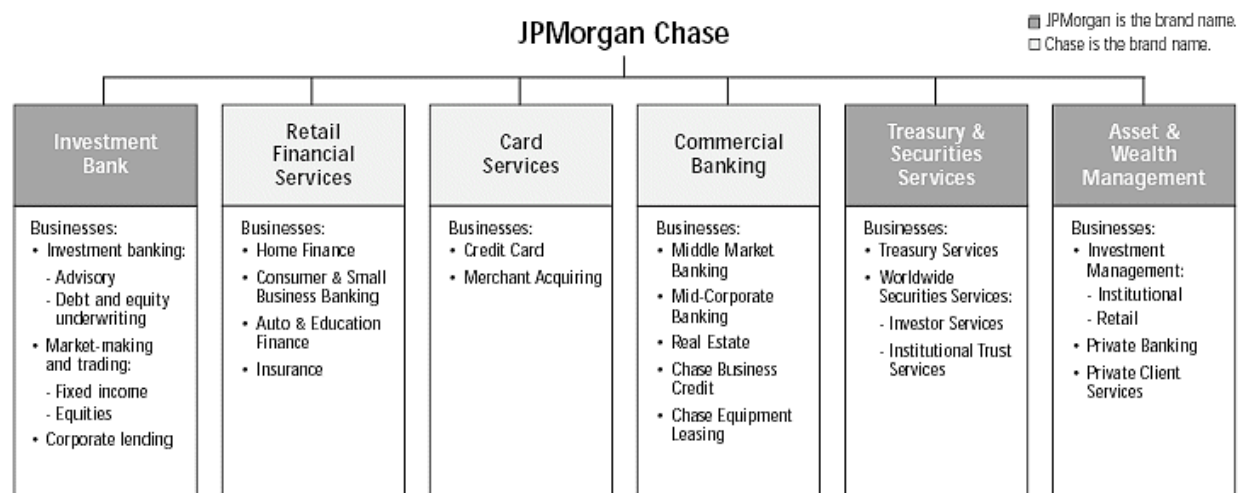 JPMorgan Chase
JPMorgan is the brand name.
Chase is the brand name.
Investment
Bank
Businesses:
• Investment banking:
- Advisory
- Debt and equity
underwriting
• Market-making
and trading:
- Fixed income
- Equities
• Corporate lending
Retail
Financial
Services
Businesses:
• Home Finance
• Consumer & Small
Business Banking
• Auto & Education
Finance
• Insurance
Card
Services
Businesses:
• Credit Card
• Merchant Acquiring
Commercial
Banking
Businesses:
• Middle Market
Banking
• Mid-Corporate
Banking
• Real Estate
• Chase Business
Credit
• Chase Equipment
Leasing
Treasury &
Securities
Services
Businesses:
• Treasury Services
• Worldwide
Securities Services:
- Investor Services
- Institutional Trust
Services
Asset &
Wealth
Management
Businesses:
• Investment
Management:
- Institutional
- Retail
• Private Banking
• Private Client
Services